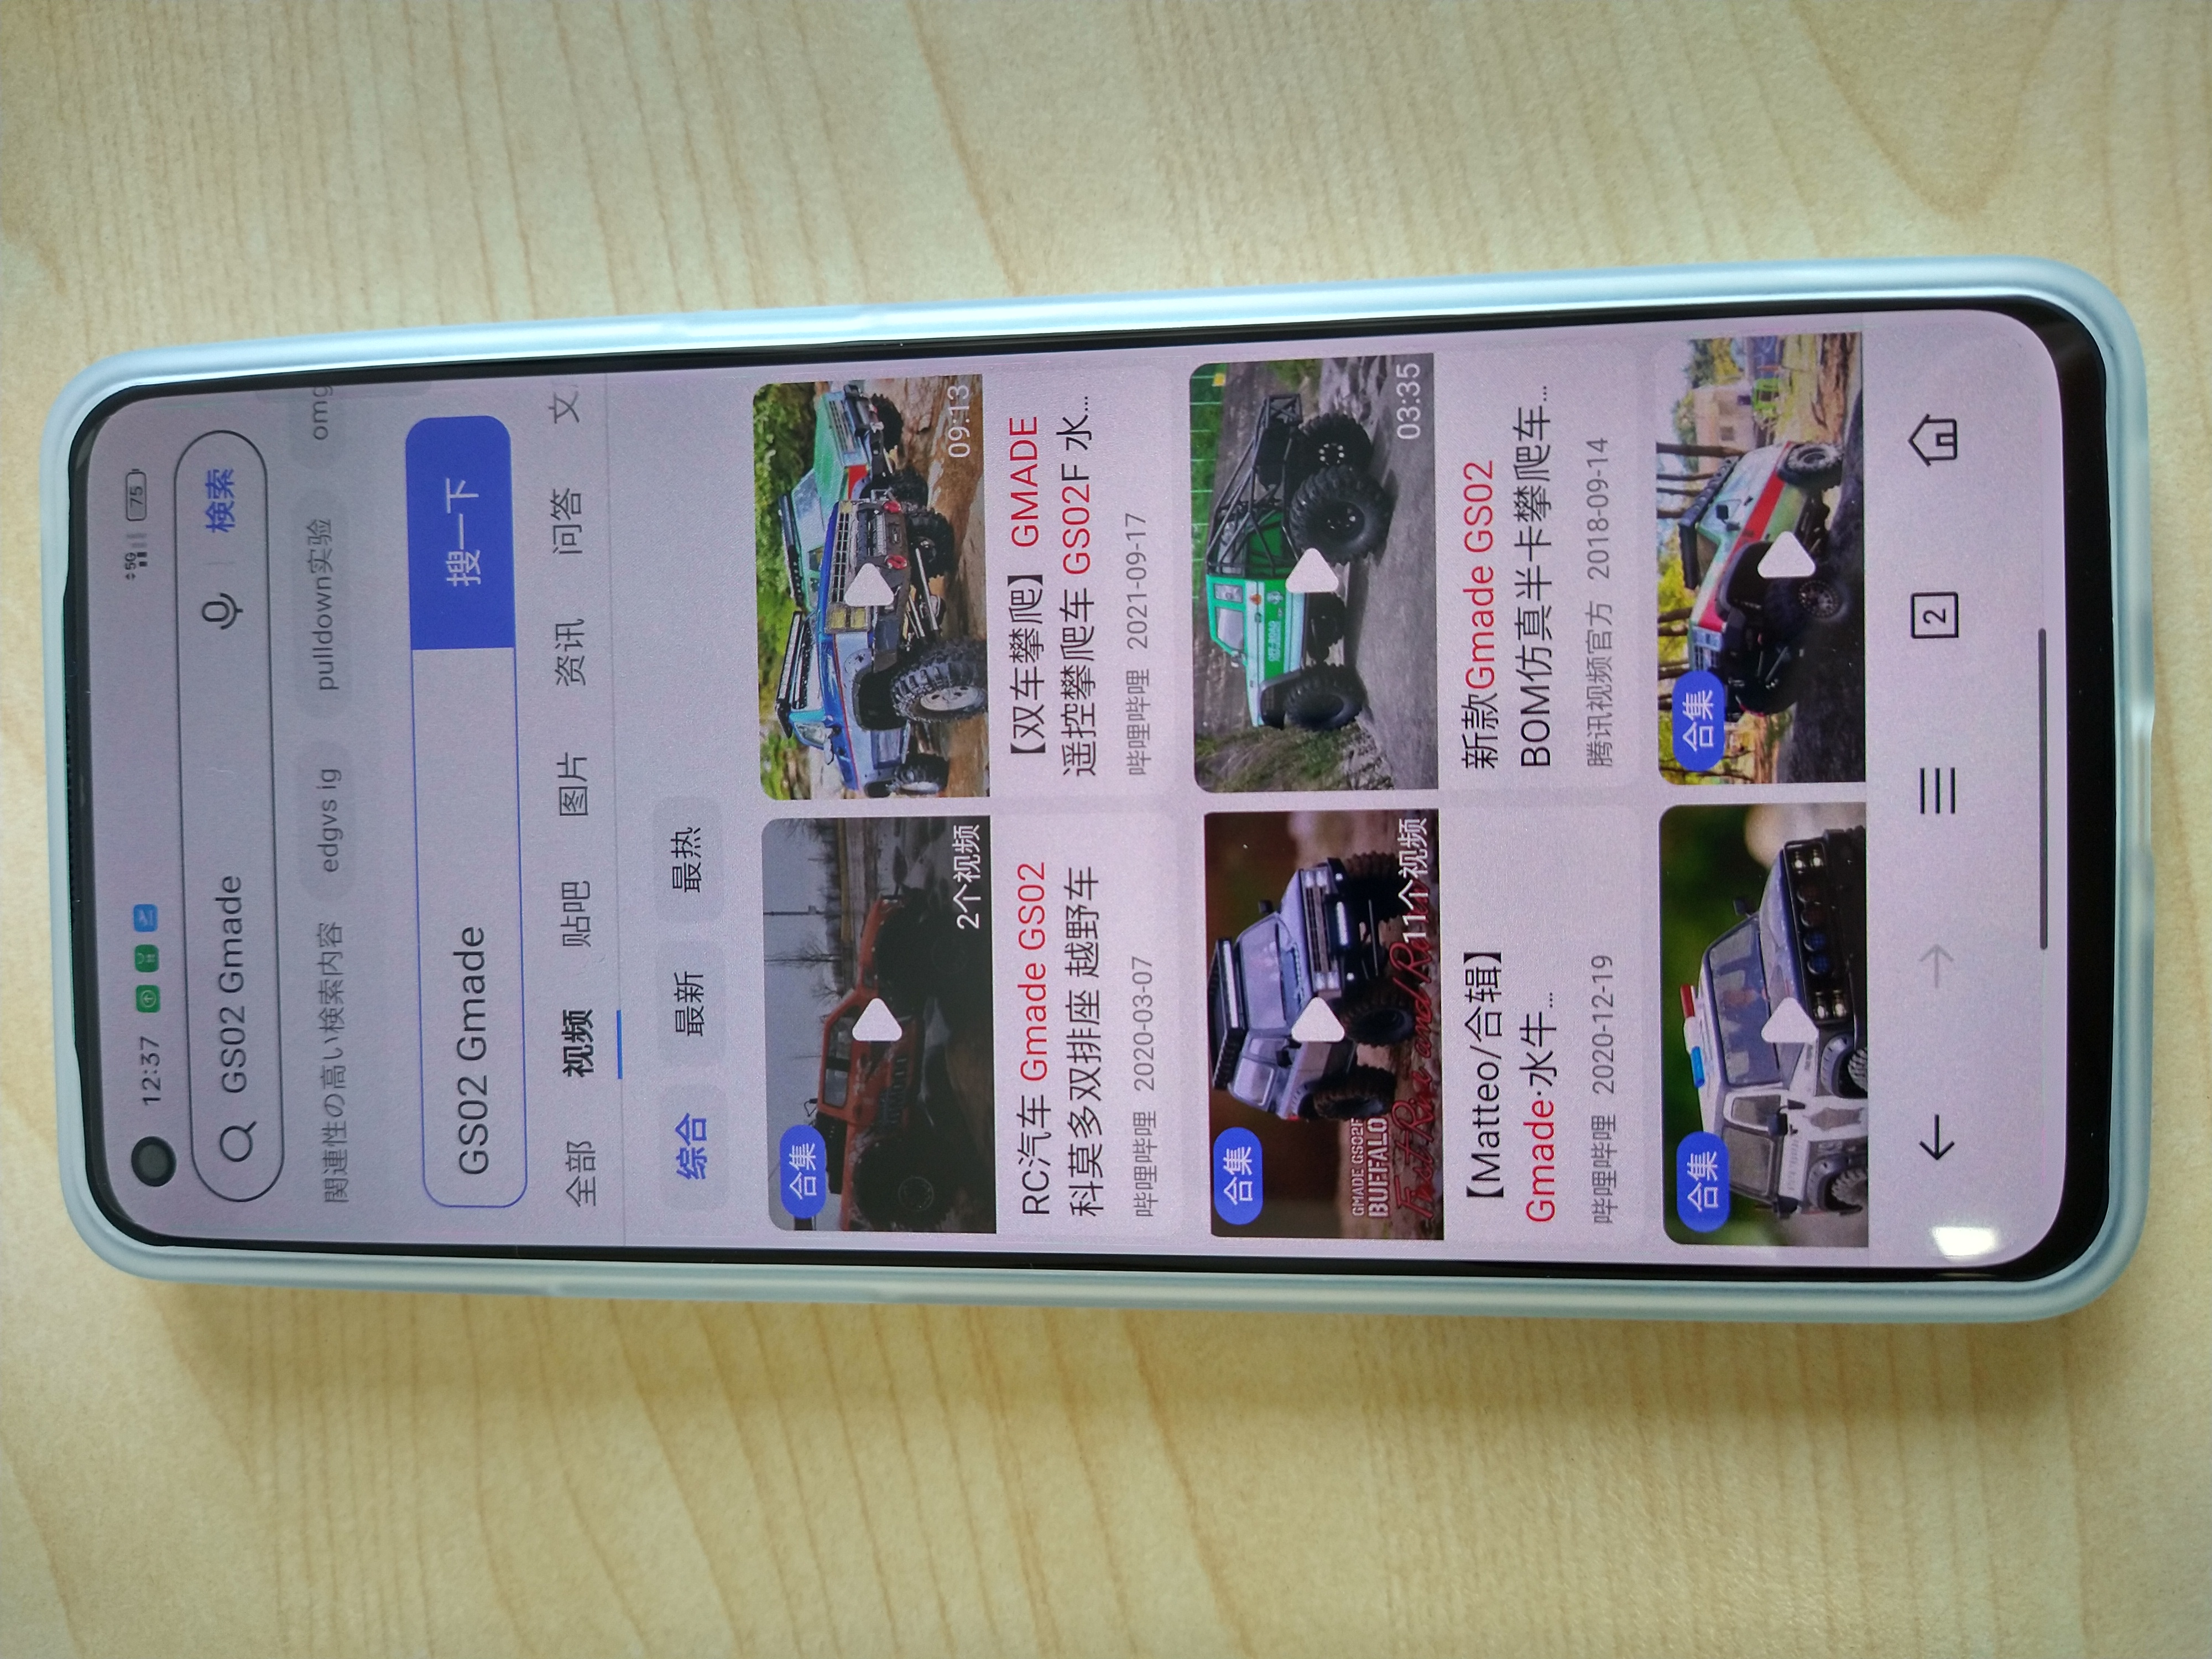 12:37
5G 75
GS02 Gmade 検索
関連性の高い検索内容 edgvs ig pulldown实验 omg
GS02 Gmade 搜一下
全部 视频 贴吧 图片 资讯 问答 文
综合 最新 最热
合集
2个视频
09:13
RC汽车 Gmade GS02
科莫多双排座 越野车
哔哩哔哩 2020-03-07
【双车攀爬】GMADE
遥控攀爬车 GS02F 水...
哔哩哔哩 2021-09-17
合集
GMADE GS02F
BUFFALO
11个视频
OFF-ROAD
03:35
【Matteo/合辑】
Gmade·水牛...
哔哩哔哩 2020-12-19
新款Gmade GS02
BOM仿真半卡攀爬车...
腾讯视频官方 2018-09-14
合集
合集
2